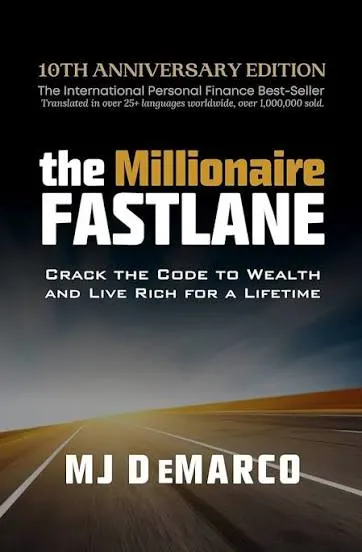 10TH ANNIVERSARY EDITION
The International Personal Finance Best-Seller
Translated in over 25+ languages worldwide, over 1,000,000 sold.
the Millionaire
FASTLANE
CRACK THE CODE TO WEALTH
AND LIVE RICH FOR A LIFETIME
MJ DEMARCO